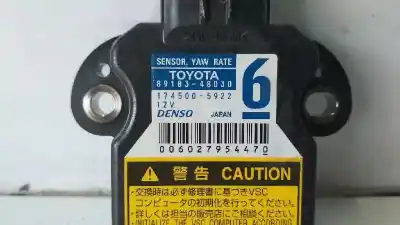 SENSOR, YAW RATE
TOYOTA
89183-48030
174500-5922
12V
DENSO JAPAN
6
0060279544 70
警告 CAUTION
・交換時は必ず修理書に基づきVSC
コンピュータの初期化を行ってください。
・詳しくは担当の販売店にご相談ください。